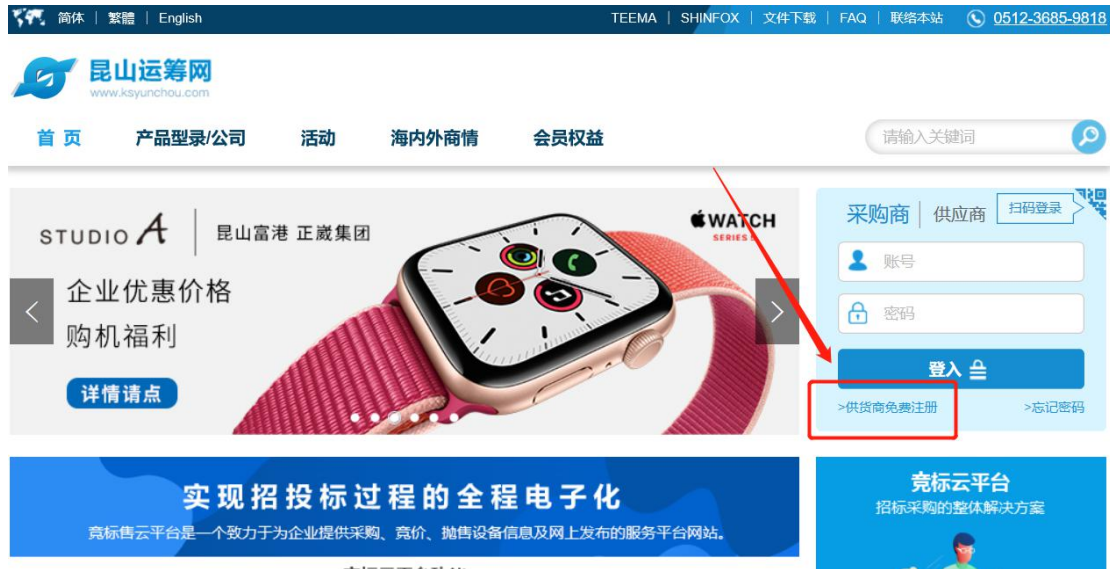 简体 | 繁體 | English
TEEMA | SHINFOX | 文件下载 | FAQ | 联络本站 0512-3685-9818
昆山运筹网
www.ksyunchou.com
首 页 产品型录/公司 活动 海内外商情 会员权益
请输入关键词
STUDIO A 昆山富港 正崴集团
WATCH
SERIES 5
企业优惠价格
购机福利
详情请点
采购商 | 供应商 扫码登录
账号
密码
登入
>供货商免费注册 >忘记密码
实现招投标过程的全程电子化
竞标售云平台是一个致力于为企业提供采购、竞价、抛售设备信息及网上发布的服务平台网站。
竞标云平台
招标采购的整体解决方案